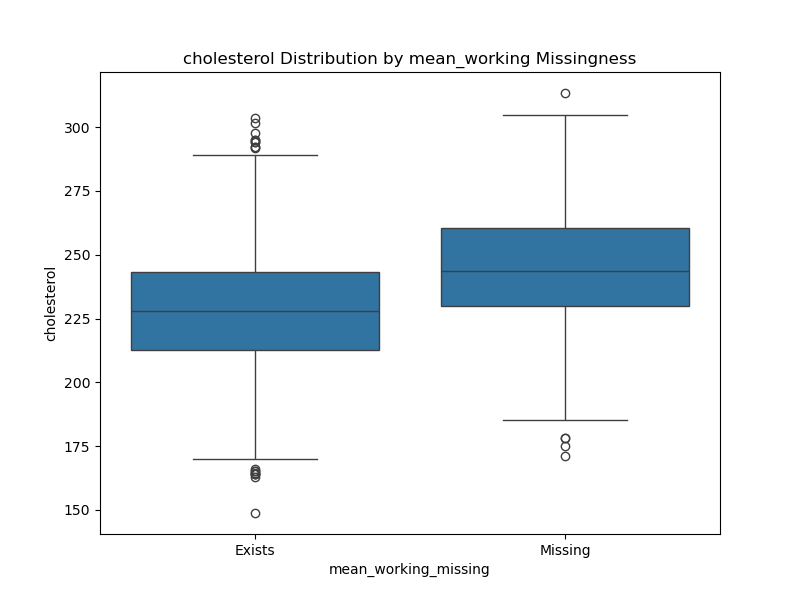 cholesterol Distribution by mean_working Missingness
300
275
250
225
200
175
150
cholesterol
Exists
Missing
mean_working_missing